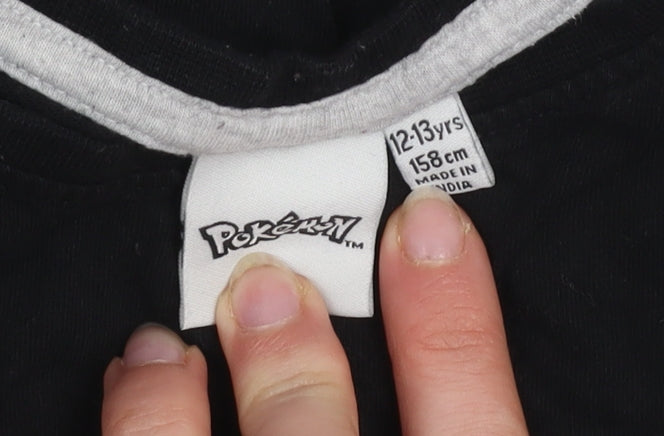 POKéMON™
12-13yrs
158cm
MADE IN
INDIA